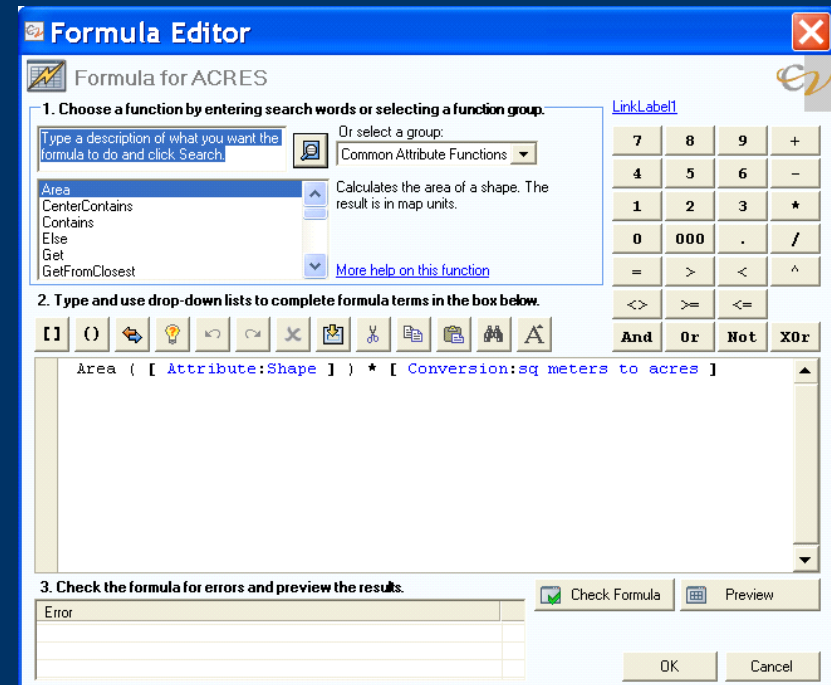 Formula Editor
Formula for ACRES
1. Choose a function by entering search words or selecting a function group.
LinkLabel1
Type a description of what you want the
formula to do and click Search.
Or select a group:
Common Attribute Functions
Area
CenterContains
Contains
Else
Get
GetFromClosest
Calculates the area of a shape. The
result is in map units.
More help on this function
7 8 9 +
4 5 6 -
1 2 3 *
0 000 . /
= > < ^
<> >= <=
And Or Not XOr
2. Type and use drop-down lists to complete formula terms in the box below.
[] ()
Area ( [ Attribute:Shape ] ) * [ Conversion:sq meters to acres ]
3. Check the formula for errors and preview the results.
Check Formula
Preview
Error
OK
Cancel